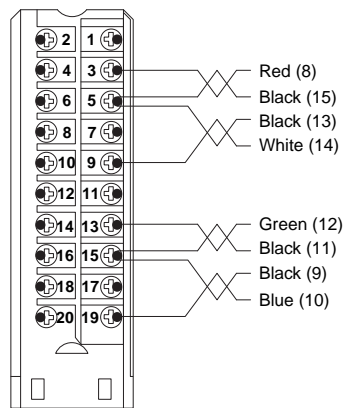 2 1
4 3 Red (8)
6 5 Black (15)
8 7 Black (13)
10 9 White (14)
12 11
14 13 Green (12)
16 15 Black (11)
18 17 Black (9)
20 19 Blue (10)